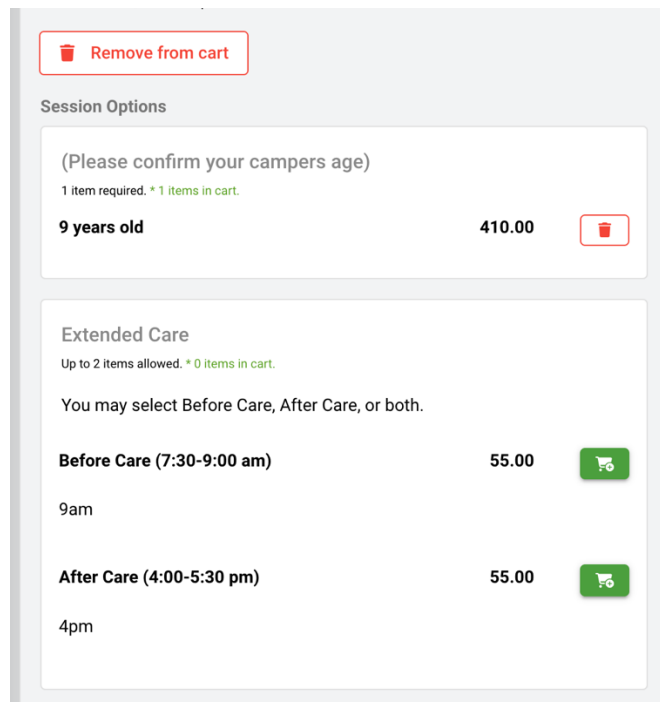 Remove from cart
Session Options
(Please confirm your campers age)
1 item required. * 1 items in cart.
9 years old 410.00
Extended Care
Up to 2 items allowed. * 0 items in cart.
You may select Before Care, After Care, or both.
Before Care (7:30-9:00 am) 55.00
9am
After Care (4:00-5:30 pm) 55.00
4pm